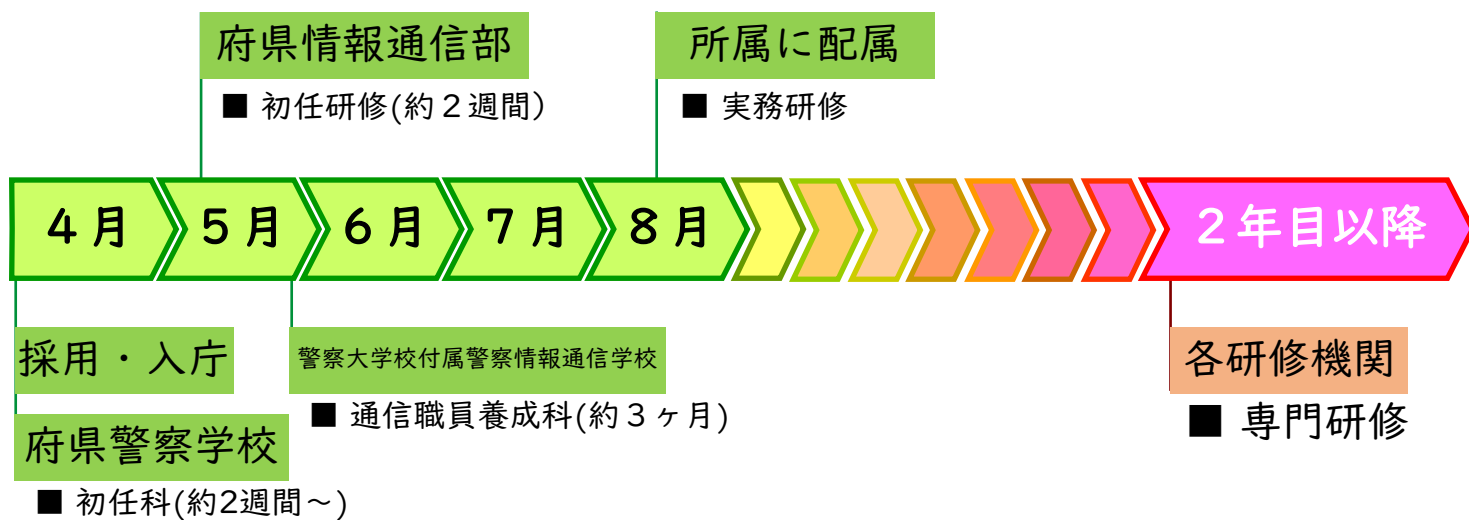 府県情報通信部
■ 初任研修(約２週間）
所属に配属
■ 実務研修
４月
５月
６月
７月
８月
２年目以降
採用・入庁
府県警察学校
■ 初任科(約2週間～)
警察大学校付属警察情報通信学校
■ 通信職員養成科(約３ヶ月)
各研修機関
■ 専門研修